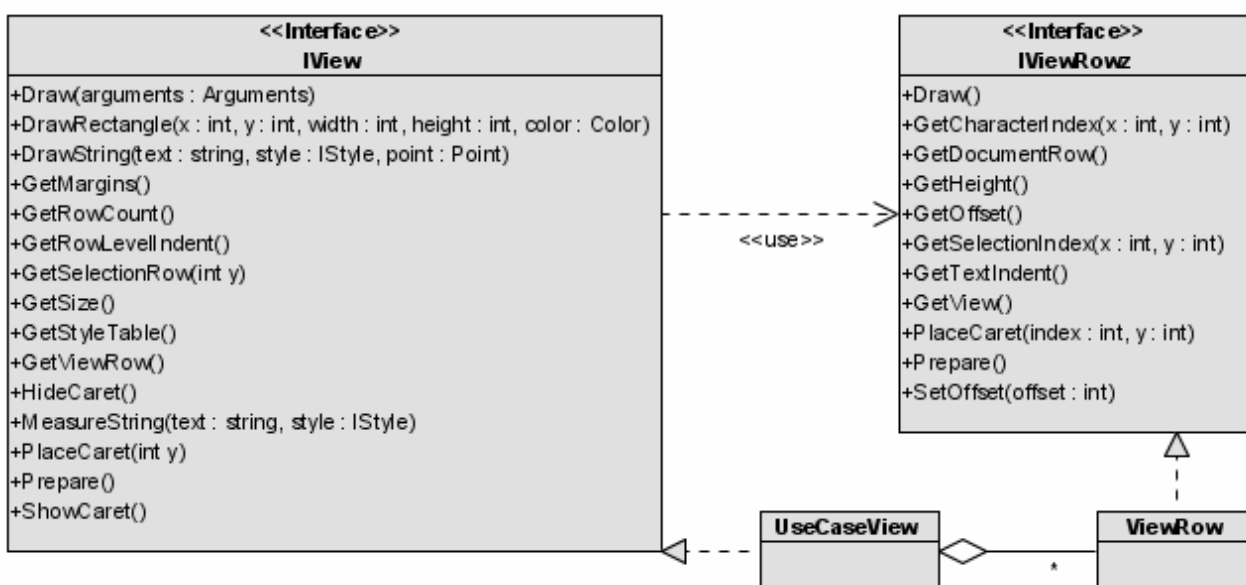 <<Interface>>
IView
+Draw(arguments : Arguments)
+DrawRectangle(x : int, y : int, width : int, height : int, color : Color)
+DrawString(text : string, style : IStyle, point : Point)
+GetMargins()
+GetRowCount()
+GetRowLevelIndent()
+GetSelectionRow(int y)
+GetSize()
+GetStyleTable()
+GetViewRow()
+HideCaret()
+MeasureString(text : string, style : IStyle)
+PlaceCaret(int y)
+Prepare()
+ShowCaret()
<<use>>
<<Interface>>
IViewRowz
+Draw()
+GetCharacterIndex(x : int, y : int)
+GetDocumentRow()
+GetHeight()
+GetOffset()
+GetSelectionIndex(x : int, y : int)
+GetTextIndent()
+GetView()
+PlaceCaret(index : int, y : int)
+Prepare()
+SetOffset(offset : int)
UseCaseView
*
ViewRow